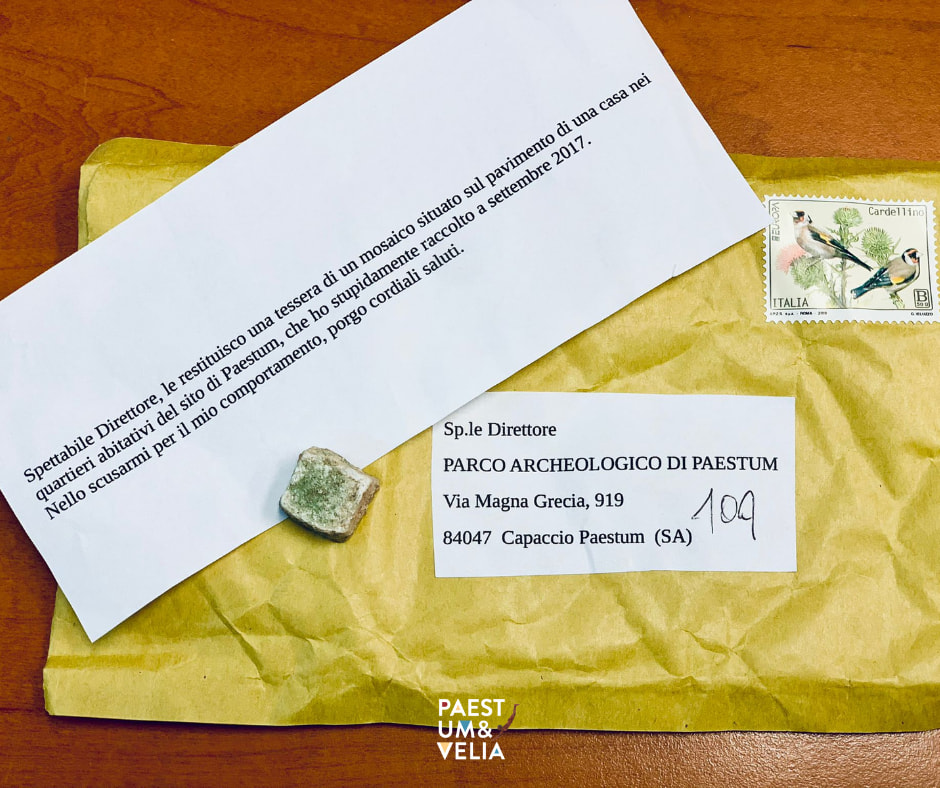 Spettabile Direttore, le restituisco una tessera di un mosaico situato sul pavimento di una casa nei
quartieri abitativi del sito di Paestum, che ho stupidamente raccolto a settembre 2017.
Nello scusarmi per il mio comportamento, porgo cordiali saluti.
EUROPA
Cardellino
ITALIA
B
Sp.le Direttore
PARCO ARCHEOLOGICO DI PAESTUM
Via Magna Grecia, 919
109
84047 Capaccio Paestum (SA)
PAEST
UM&
VELIA